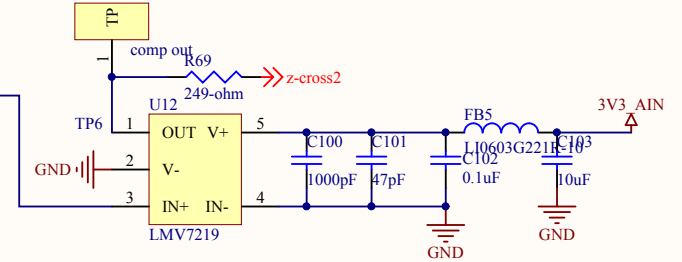 TP
1
comp out
R69
249-ohm
z-cross2
TP6
U12
1
OUT
V+
5
GND
2
V-
3
IN+
IN-
4
LMV7219
C100
1000pF
C101
47pF
C102
0.1uF
FB5
LI0603G221R-10
C103
10uF
3V3_AIN
GND
GND